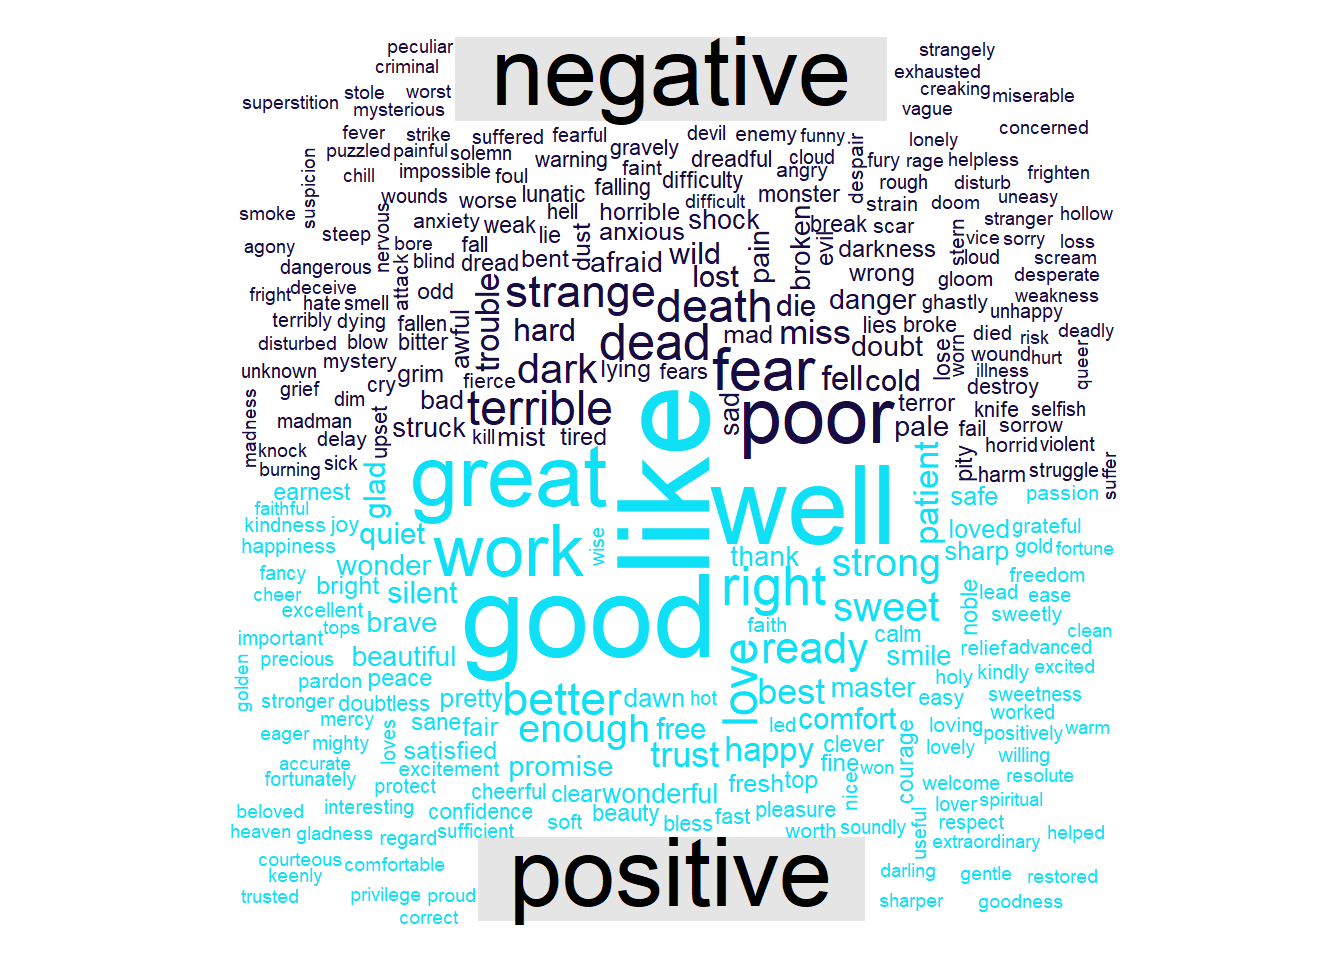 peculiar
negative
strangely
criminal
exhausted
creaking
superstition
stole
worst
miserable
mysterious
vague
fever
strike
suffered
fearful
devil
enemy
funny
lonely
concerned
puzzled
painful
solemn
gravely
warning
faint
dreadful
cloud
despair
fury
rage
helpless
suspicion
chill
impossible
foul
difficulty
angry
rough
disturb
frighten
wounds
worse
lunatic
falling
difficult
monster
strain
doom
uneasy
smoke
steep
nervous
anxiety
weak
hell
horrible
shock
broken
break
scar
stranger
hollow
lie
dust
anxious
evil
stern
vice
sorry
loss
agony
bore
fall
wild
pain
darkness
loud
scream
dangerous
attack
blind
dread
bent
afraid
lost
wrong
gloom
desperate
fright
deceive
odd
trouble
strange
death
die
danger
ghastly
weakness
hate
smell
unhappy
terribly
dying
fallen
awful
hard
dead
mad
miss
lies
broke
died
risk
deadly
disturbed
blow
bitter
doubt
lose
worn
wound
hurt
queer
unknown
mystery
grim
fierce
dark
lying
fears
fear
fell
cold
illness
destroy
grief
cry
madness
dim
bad
terrible
sad
poor
terror
knife
selfish
madman
upset
struck
kill
mist
tired
pale
fail
sorrow
knock
delay
horrid
violent
burning
sick
pity
harm
struggle
suffer
like
great
well
patient
earnest
glad
safe
passion
faithful
kindness
joy
quiet
work
wise
loved
grateful
happiness
wonder
thank
strong
sharp
gold
fortune
fancy
bright
silent
right
freedom
cheer
good
sweet
noble
lead
ease
excellent
tops
brave
faith
calm
sweetly
clean
important
beautiful
love
ready
smile
relief
advanced
golden
precious
pardon
peace
holy
kindly
excited
stronger
doubtless
pretty
better
dawn
hot
best
master
easy
sweetness
mercy
sane
fair
enough
free
led
comfort
loving
worked
eager
mighty
loves
satisfied
trust
happy
clever
courage
lovely
positively
warm
accurate
excitement
promise
fine
won
willing
fortunately
protect
cheerful
clear
wonderful
fresh
top
nice
welcome
resolute
beloved
interesting
confidence
soft
beauty
bless
fast
pleasure
useful
lover
spiritual
heaven
gladness
regard
sufficient
worth
soundly
respect
helped
extraordinary
courteous
comfortable
positive
keenly
darling
gentle
restored
trusted
privilege
proud
sharper
goodness
correct